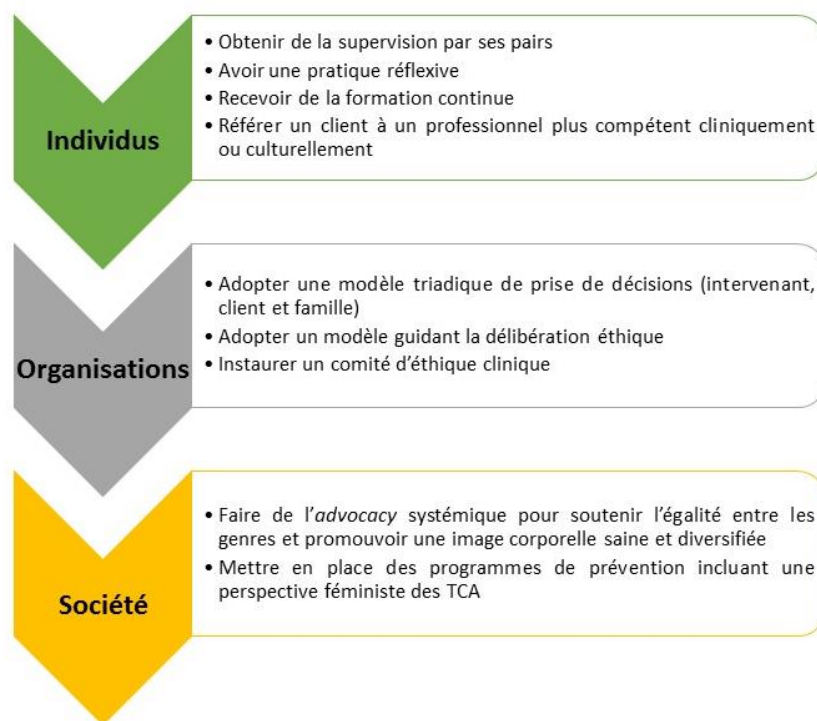 Individus
• Obtenir de la supervision par ses pairs
• Avoir une pratique réflexive
• Recevoir de la formation continue
• Référer un client à un professionnel plus compétent cliniquement
ou culturellement
Organisations
• Adopter une modèle triadique de prise de décisions (intervenant,
client et famille)
• Adopter un modèle guidant la délibération éthique
• Instaurer un comité d'éthique clinique
Société
• Faire de l'advocacy systémique pour soutenir l'égalité entre les
genres et promouvoir une image corporelle saine et diversifiée
• Mettre en place des programmes de prévention incluant une
perspective féministe des TCA